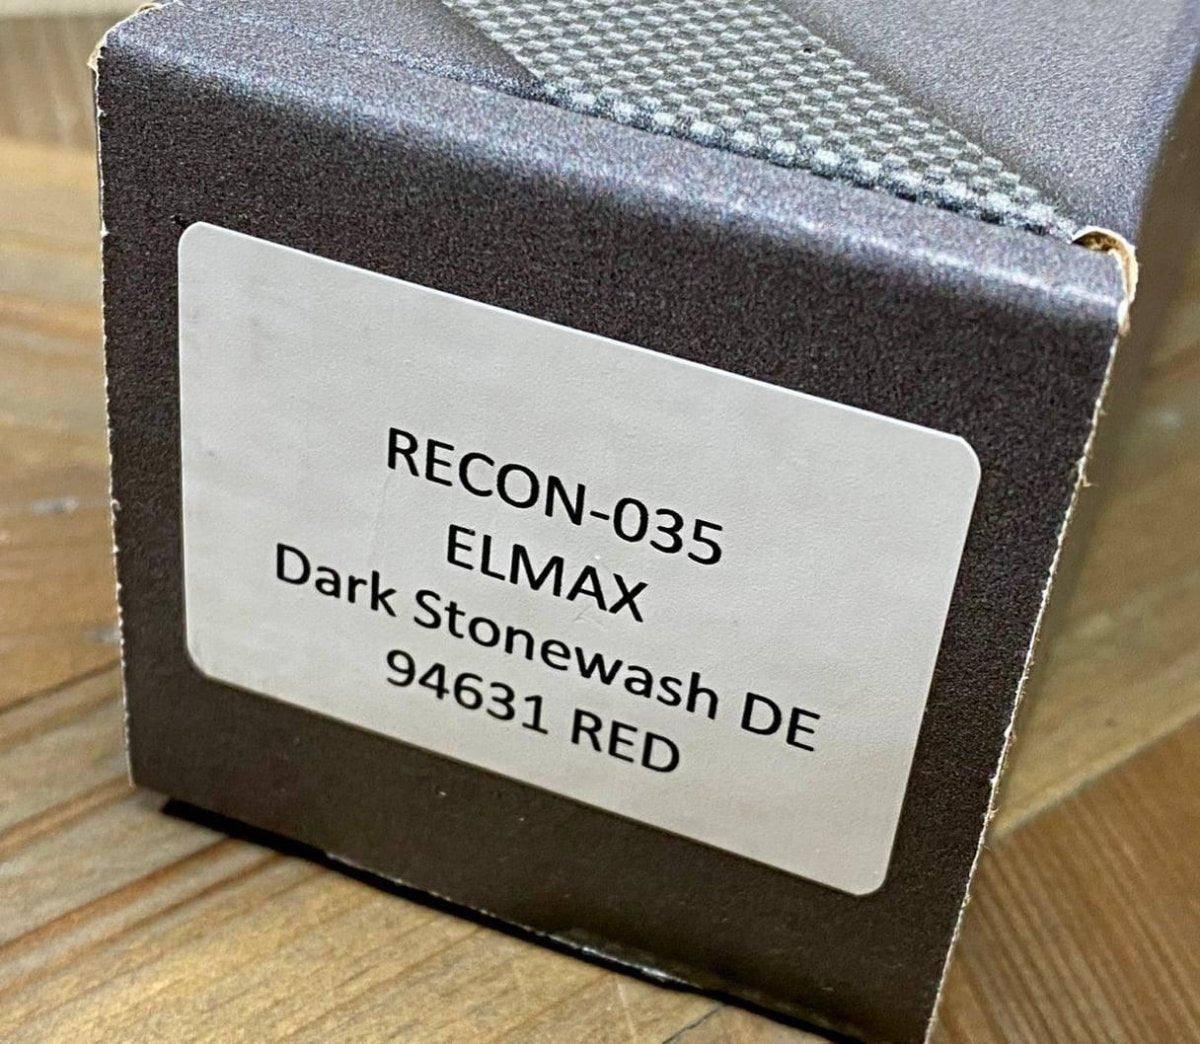 RECON-035
ELMAX
Dark Stonewash DE
94631 RED